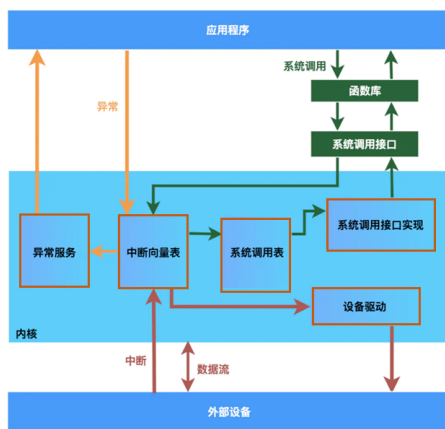 应用程序
系统调用
函数库
异常
系统调用接口
异常服务
中断向量表
系统调用表
系统调用接口实现
设备驱动
内核
中断
数据流
外部设备